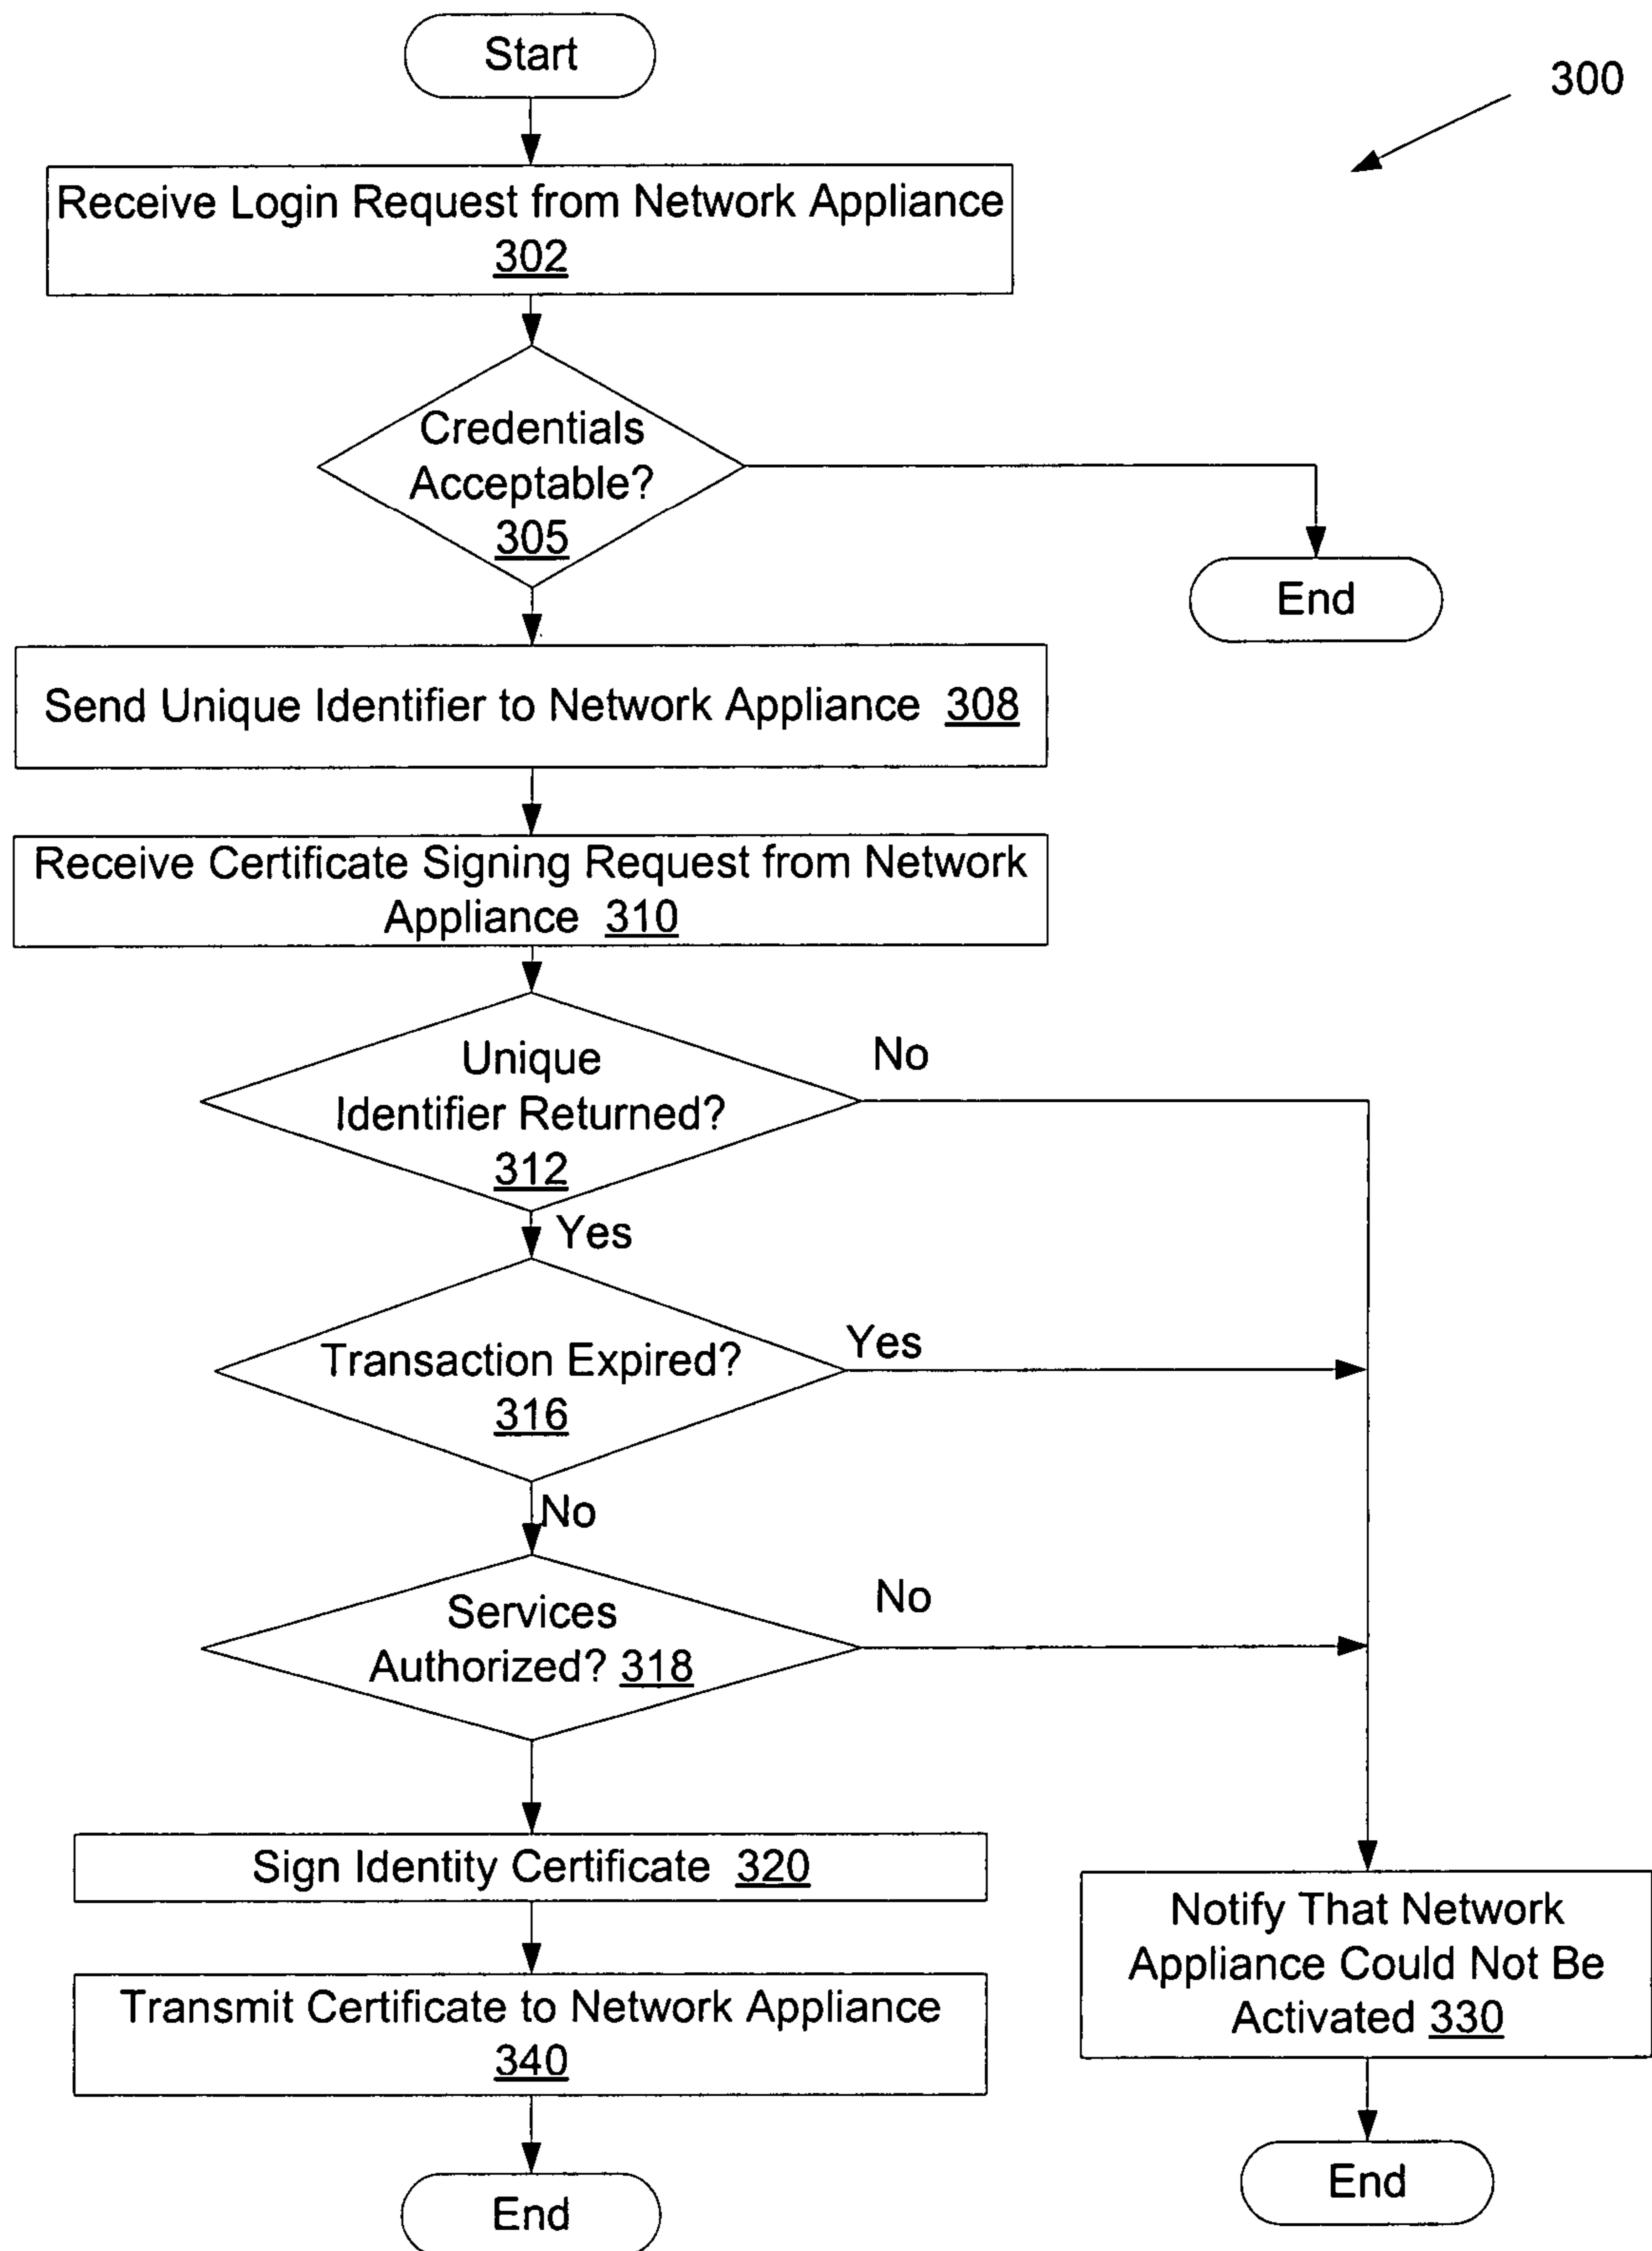 Start
300
Receive Login Request from Network Appliance
302
Credentials
Acceptable?
305
End
Send Unique Identifier to Network Appliance 308
Receive Certificate Signing Request from Network
Appliance 310
Unique
Identifier Returned?
312
No
Yes
Transaction Expired?
316
Yes
No
Services
Authorized? 318
No
Sign Identity Certificate 320
Notify That Network
Appliance Could Not Be
Activated 330
Transmit Certificate to Network Appliance
340
End
End